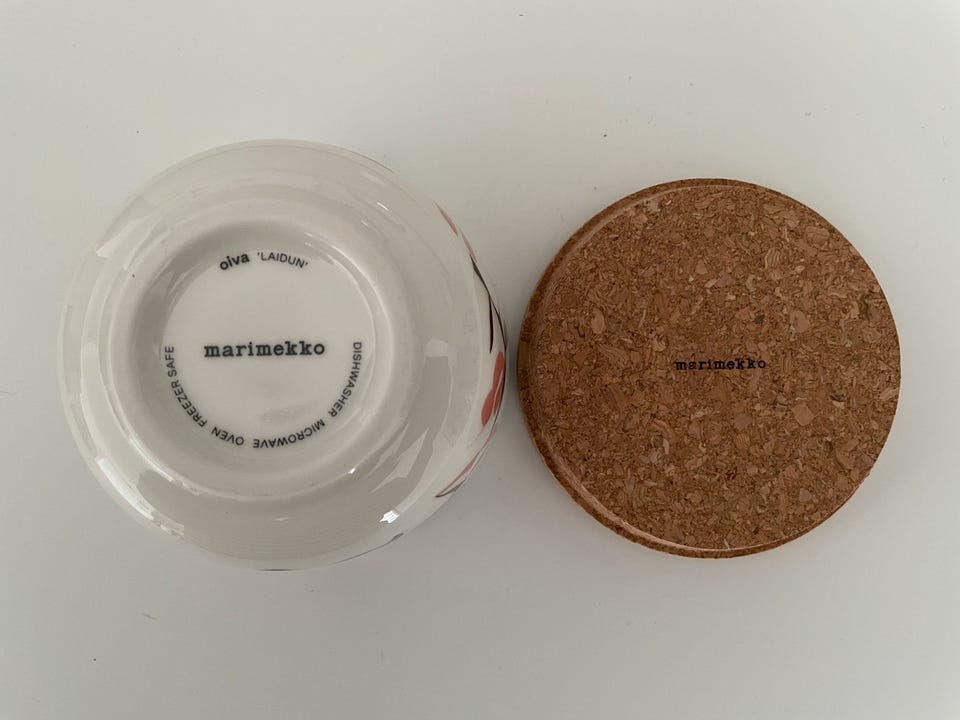 oiva 'LAIDUN'
marimekko
DISHWASHER MICROWAVE OVEN FREEZER SAFE
marimekko